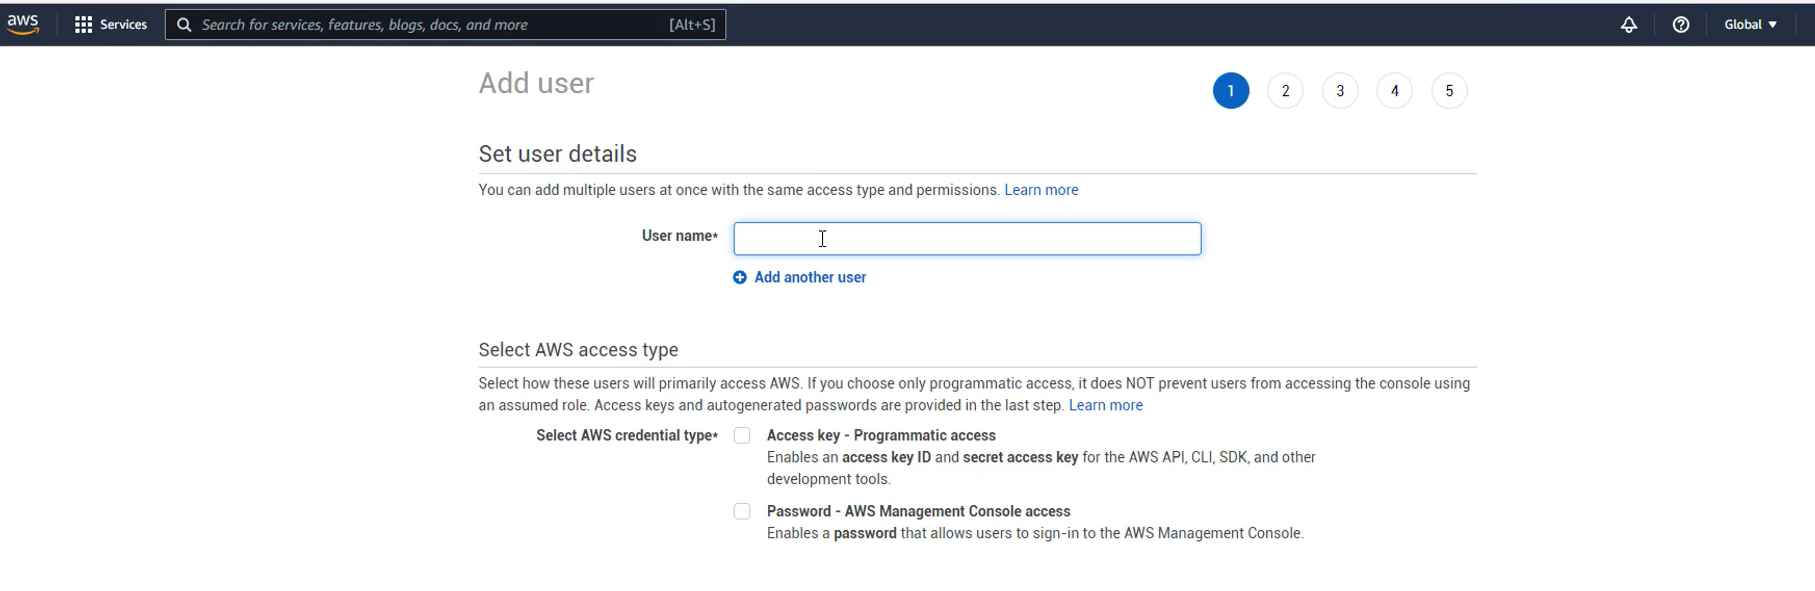 aws Services Search for services, features, blogs, docs, and more [Alt+S] Global
Add user 1 2 3 4 5
Set user details
You can add multiple users at once with the same access type and permissions. Learn more
User name*
Add another user
Select AWS access type
Select how these users will primarily access AWS. If you choose only programmatic access, it does NOT prevent users from accessing the console using
an assumed role. Access keys and autogenerated passwords are provided in the last step. Learn more
Select AWS credential type* Access key - Programmatic access
Enables an access key ID and secret access key for the AWS API, CLI, SDK, and other
development tools.
Password - AWS Management Console access
Enables a password that allows users to sign-in to the AWS Management Console.